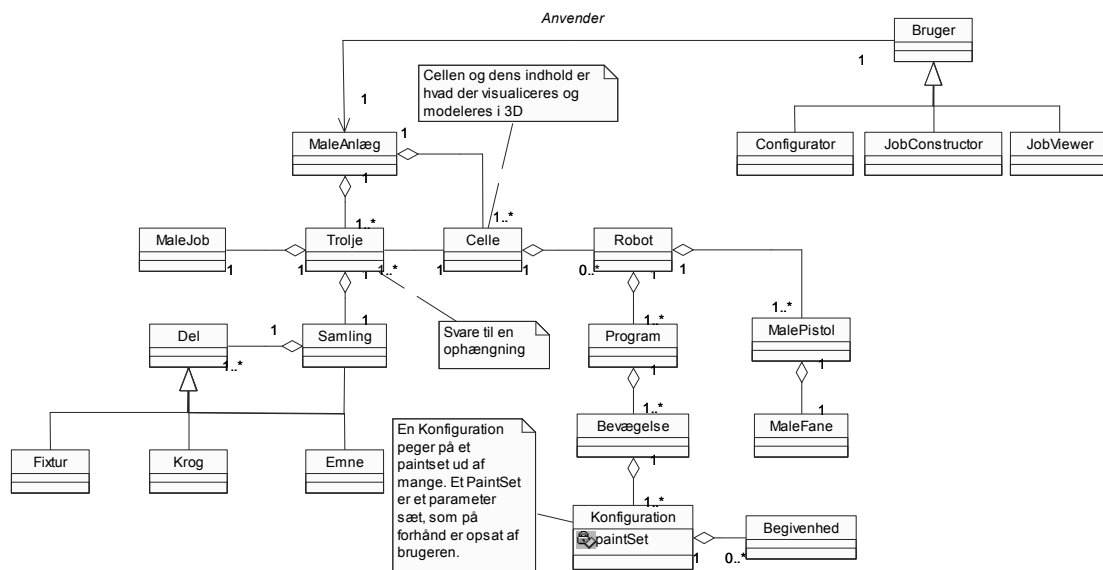 Anvender
Bruger
1
Cellen og dens indhold er
hvad der visualiceres og
modeleres i 3D
1
1
MaleAnlæg
Configurator
JobConstructor
JobViewer
1
1..*
1..*
MaleJob
Trolje
Celle
Robot
1
1
1
1..*
1
1
0..*
1
1
Svare til en
ophængning
1..*
1..*
MalePistol
1
1
Del
Samling
Program
1..*
1
1
1..*
1
Bevægelse
MaleFane
En Konfiguration
peger på et
paintset ud af
mange. Et PaintSet
er et parameter
sæt, som på
forhånd er opsat af
brugeren.
1
Fixtur
Krog
Emne
1..*
Konfiguration
paintSet
Begivenhed
1
0..*